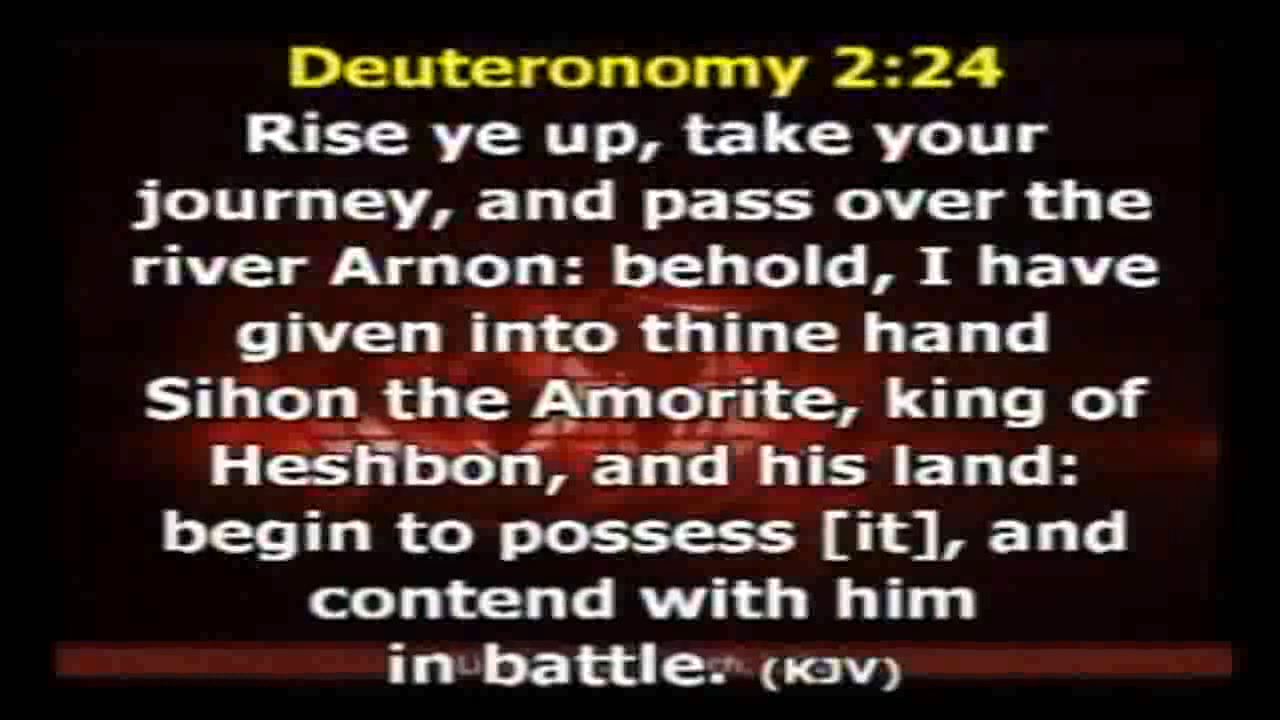 Deuteronomy 2:24
Rise ye up, take your
journey, and pass over the
river Arnon: behold, I have
given into thine hand
Sihon the Amorite, king of
Heshbon, and his land:
begin to possess [it], and
contend with him
in battle. (KJV)